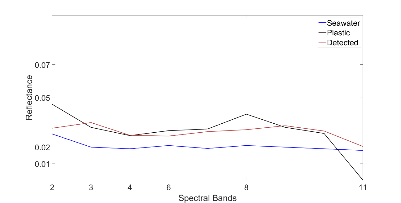 Seawater
Plastic
Detected
0.07
0.05
0.02
0.01
Reflectance
2 3 4 6 8 11
Spectral Bands